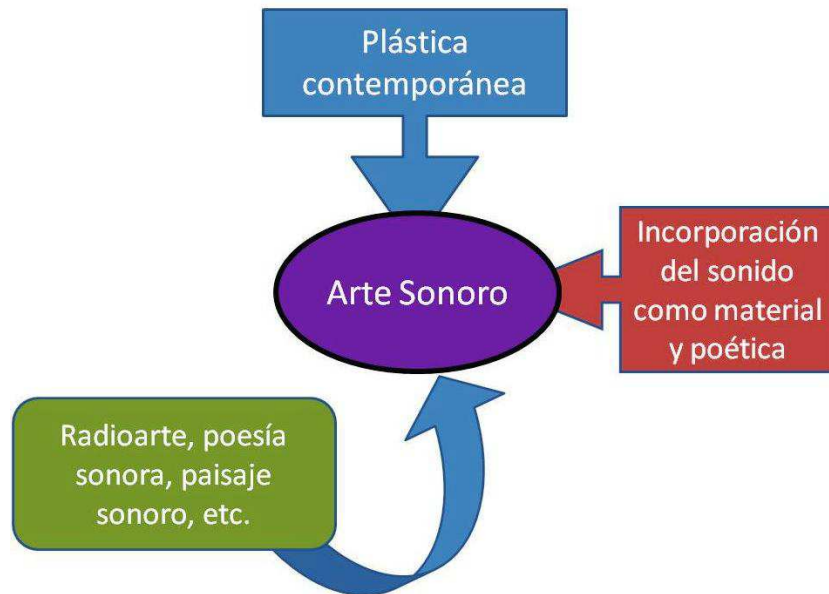 Plástica
contemporánea
Arte Sonoro
Incorporación
del sonido
como material
y poética
Radioarte, poesía
sonora, paisaje
sonoro, etc.